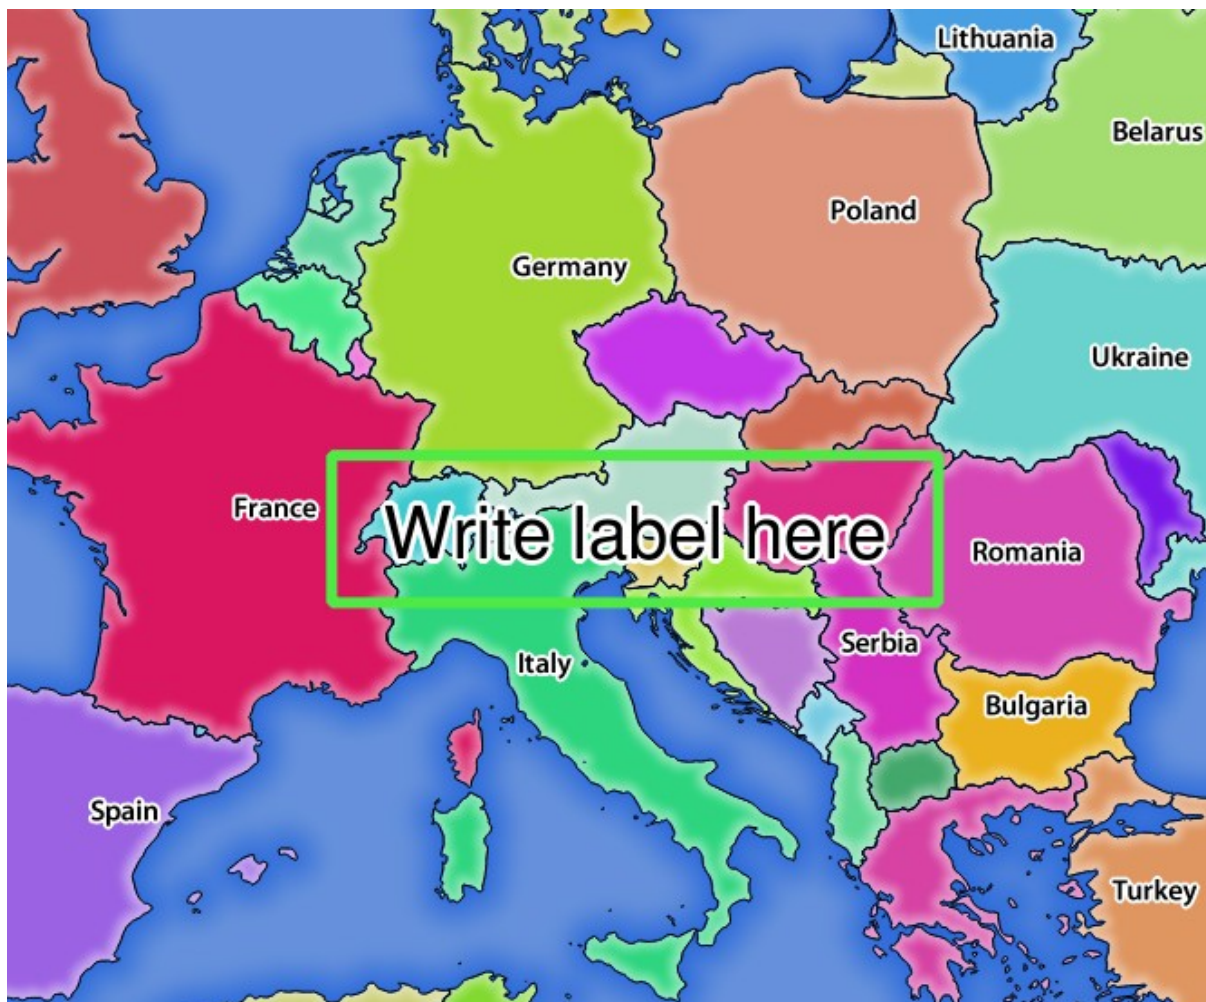 Lithuania
Belarus
Poland
Germany
Ukraine
France
Write label here
Romania
Serbia
Italy
Bulgaria
Spain
Turkey